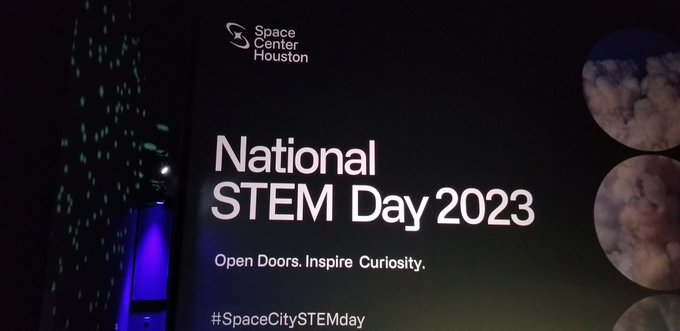 Space
Center
Houston
National
STEM Day 2023
Open Doors. Inspire Curiosity.
#SpaceCitySTEMday